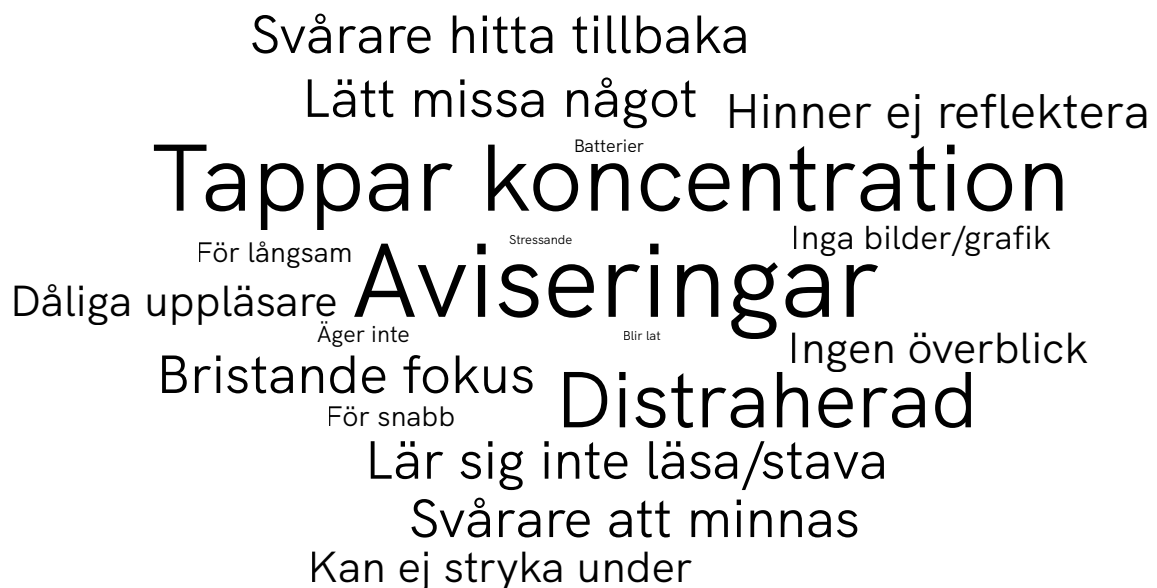 Svårare hitta tillbaka
Lätt missa något
Hinner ej reflektera
Batterier
Tappar koncentration
Stressande
Inga bilder/grafik
För långsam
Aviseringar
Dåliga uppläsare
Äger inte
Blir lat
Ingen överblick
Bristande fokus
Distraherad
För snabb
Lär sig inte läsa/stava
Svårare att minnas
Kan ej stryka under